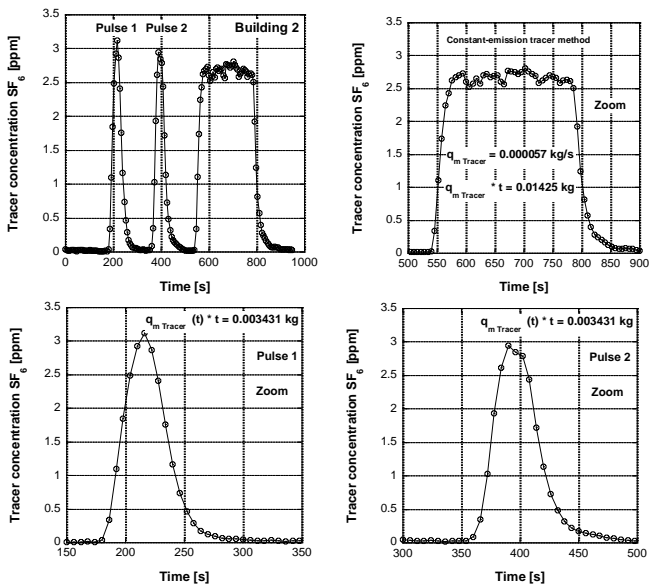 Pulse 1 Pulse 2 Building 2
Tracer concentration SF6 [ppm]
3.5
3
2.5
2
1.5
1
0.5
0
0 200 400 600 800 1000
Time [s]
Constant-emission tracer method
Zoom
q m Tracer = 0.000057 kg/s
q m Tracer * t = 0.01425 kg
Tracer concentration SF6 [ppm]
3.5
3
2.5
2
1.5
1
0.5
0
500 550 600 650 700 750 800 850 900
Time [s]
q m Tracer (t) * t = 0.003431 kg
Pulse 1
Zoom
Tracer concentration SF6 [ppm]
3.5
3
2.5
2
1.5
1
0.5
0
150 200 250 300 350
Time [s]
q m Tracer (t) * t = 0.003431 kg
Pulse 2
Zoom
Tracer concentration SF6 [ppm]
3.5
3
2.5
2
1.5
1
0.5
0
300 350 400 450 500
Time [s]